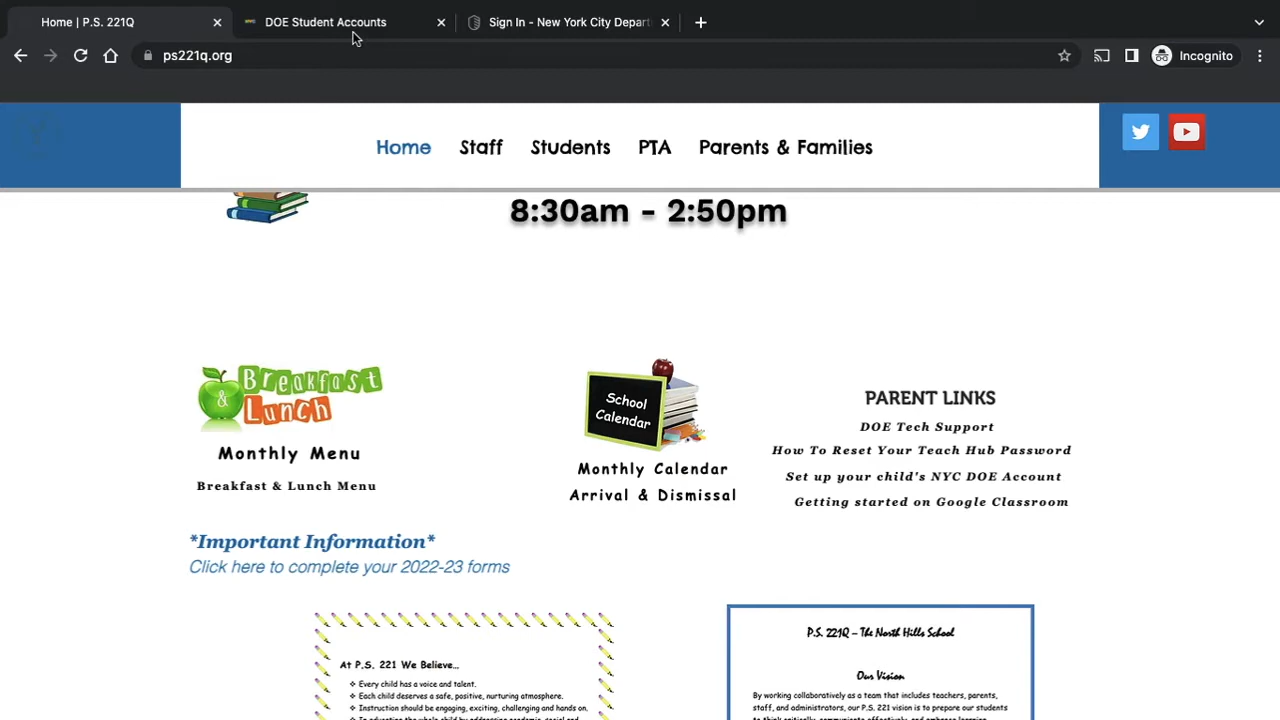 Home | P.S. 221Q
DOE Student Accounts
Sign In - New York City Depart
ps221q.org
Incognito
Home
Staff
Students
PTA
Parents & Families
8:30am - 2:50pm
Breakfast
& Lunch
Monthly Menu
Breakfast & Lunch Menu
School
Calendar
Monthly Calendar
Arrival & Dismissal
PARENT LINKS
DOE Tech Support
How To Reset Your Teach Hub Password
Set up your child's NYC DOE Account
Getting started on Google Classroom
*Important Information*
Click here to complete your 2022-23 forms
At P.S. 221 We Believe...
❖ Every child has a voice and talent.
❖ Each child deserves a safe, positive, nurturing atmosphere.
❖ Instruction should be engaging, exciting, challenging and hands on.
P.S. 221Q – The North Hills School
Our Vision
By working collaboratively as a team that includes teachers, parents,
staff, and administrators, our P.S. 221 vision is to prepare our students